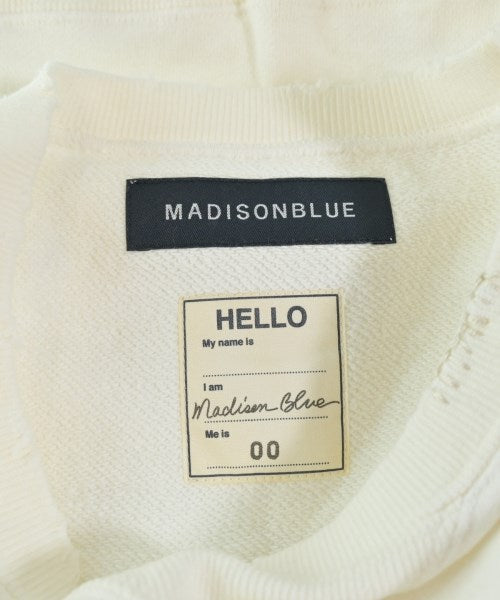 MADISONBLUE
HELLO
My name is
I am
Madison Blue
Me is
00